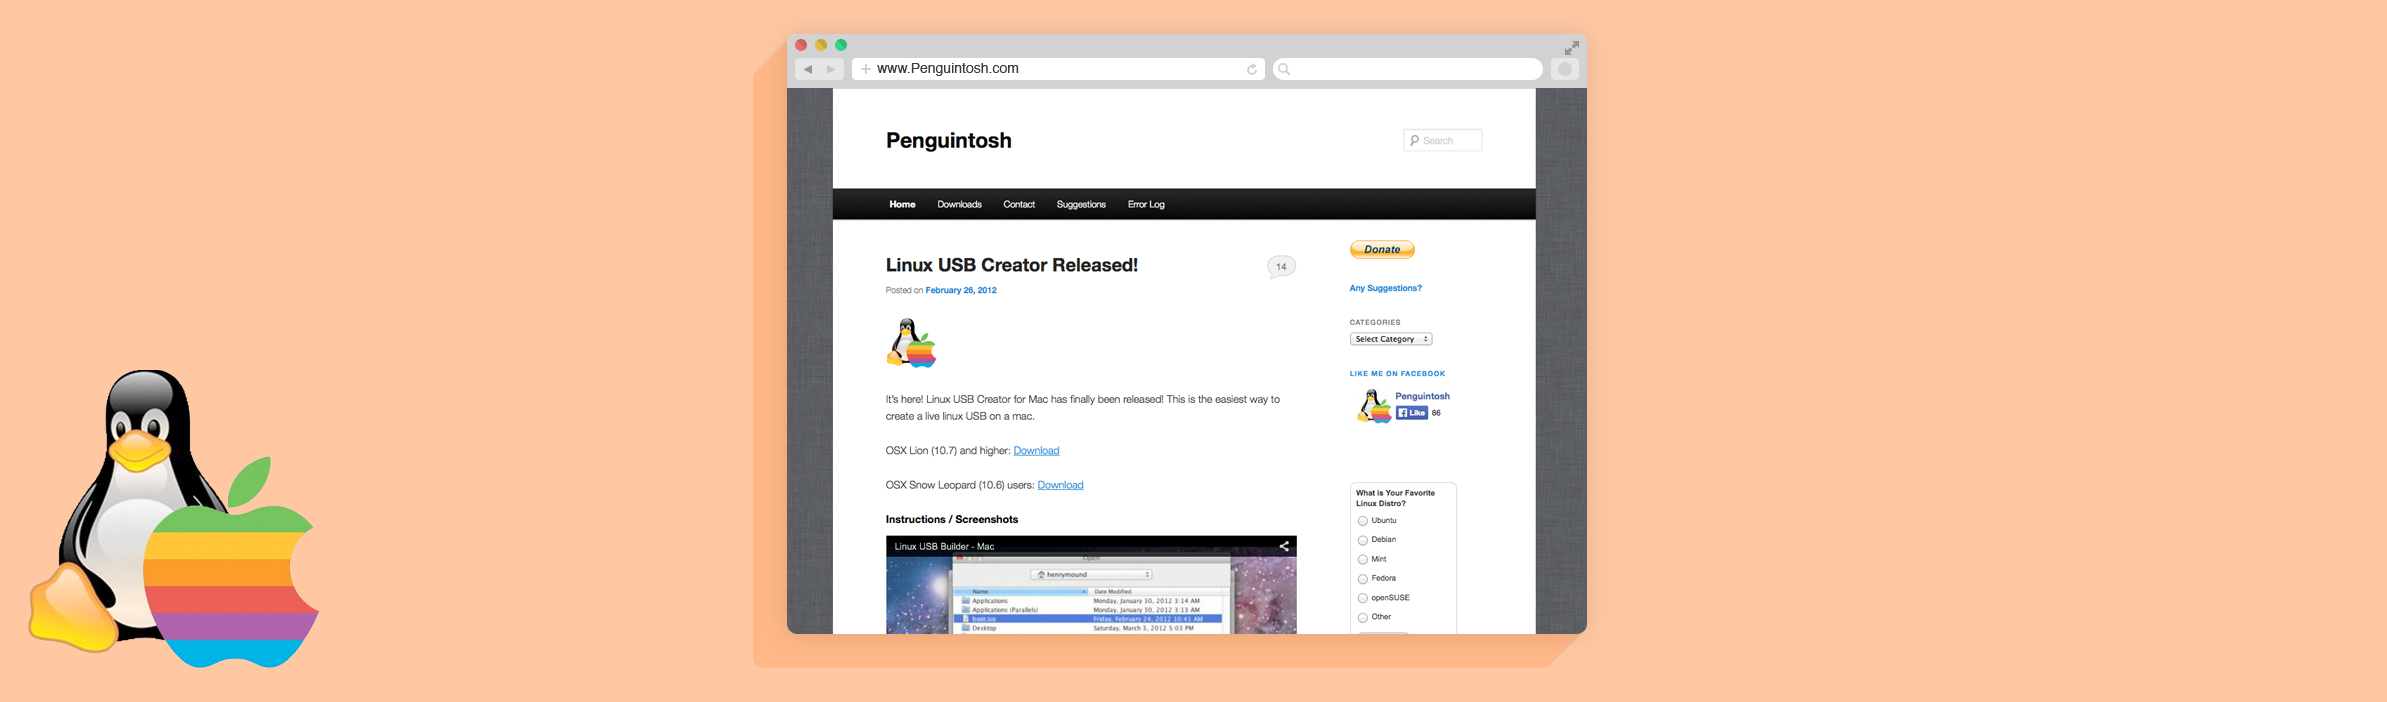 www.Penguintosh.com
Penguintosh
Search
Home Downloads Contact Suggestions Error Log
Linux USB Creator Released!
14
Posted on February 26, 2012
It's here! Linux USB Creator for Mac has finally been released! This is the easiest way to
create a live linux USB on a mac.
OSX Lion (10.7) and higher: Download
OSX Snow Leopard (10.6) users: Download
Instructions / Screenshots
Linux USB Builder - Mac
Open
henrymound
Name Date Modified
Applications Monday, January 30, 2012 3:14 AM
Applications (Parallels) Monday, January 30, 2012 3:13 AM
boot.iso Friday, February 24, 2012 10:41 AM
Desktop Saturday, March 3, 2012 5:03 PM
Donate
Any Suggestions?
CATEGORIES
Select Category
LIKE ME ON FACEBOOK
Penguintosh
Like 86
What is Your Favorite
Linux Distro?
Ubuntu
Debian
Mint
Fedora
openSUSE
Other